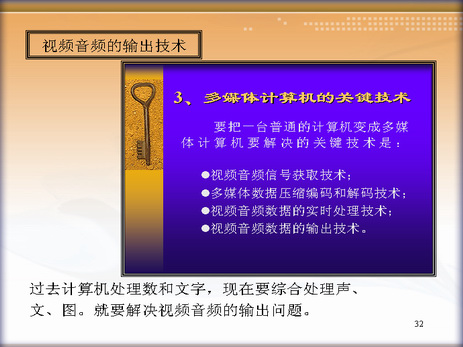 视频音频的输出技术
3、多媒体计算机的关键技术
要把一台普通的计算机变成多媒
体计算机要解决的关键技术是：
●视频音频信号获取技术；
●多媒体数据压缩编码和解码技术；
●视频音频数据的实时处理技术；
●视频音频数据的输出技术。
过去计算机处理数和文字，现在要综合处理声、
文、图。就要解决视频音频的输出问题。
32